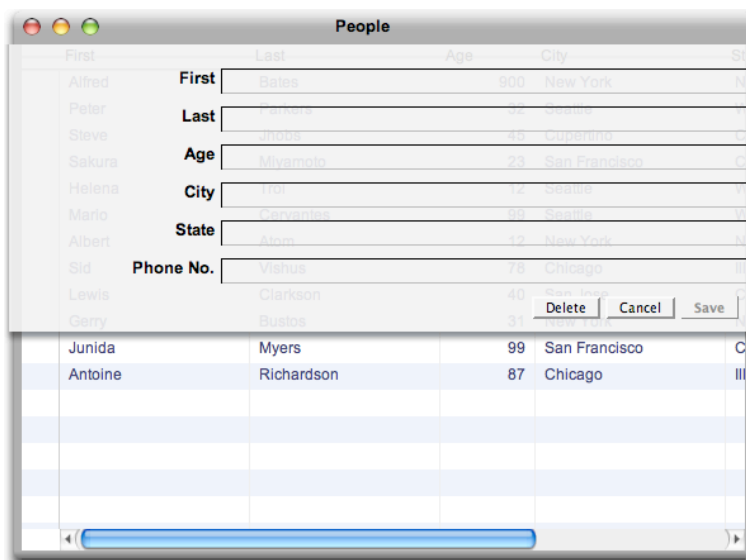 People
First Last Age City St
First
Alfred Bates 900 New York N
Last
Peter Parkers 32 Seattle W
Steve Jhobs 45 Cupertino C
Age
Sakura Miyamoto 23 San Francisco C
City
Helena Troi 12 Seattle W
Mario Cervantes 99 Seattle W
State
Albert Atom 12 New York N
Phone No.
Sid Vishus 78 Chicago Ill
Lewis Clarkson 40 San Jose C
Delete Cancel Save
Gerry Bustos 31 New York N
Junida Myers 99 San Francisco C
Antoine Richardson 87 Chicago Ill